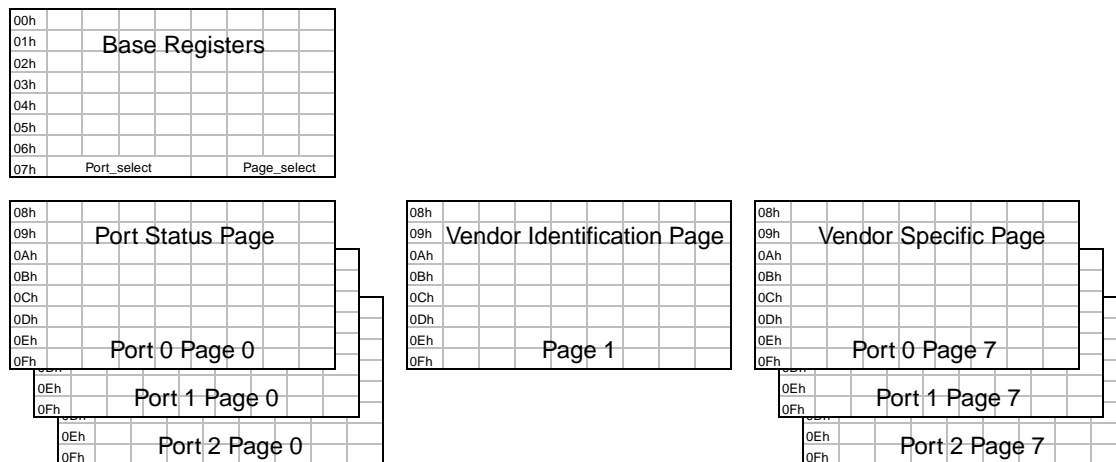 00h
01h Base Registers
02h
03h
04h
05h
06h
07h Port_select Page_select
08h
09h Port Status Page
0Ah
0Bh
0Ch
0Dh
0Eh Port 0 Page 0
0Fh
0Eh Port 1 Page 0
0Fh
0Eh Port 2 Page 0
0Fh
08h
09h Vendor Identification Page
0Ah
0Bh
0Ch
0Dh
0Eh Page 1
0Fh
08h
09h Vendor Specific Page
0Ah
0Bh
0Ch
0Dh
0Eh Port 0 Page 7
0Fh
0Eh Port 1 Page 7
0Fh
0Eh Port 2 Page 7
0Fh